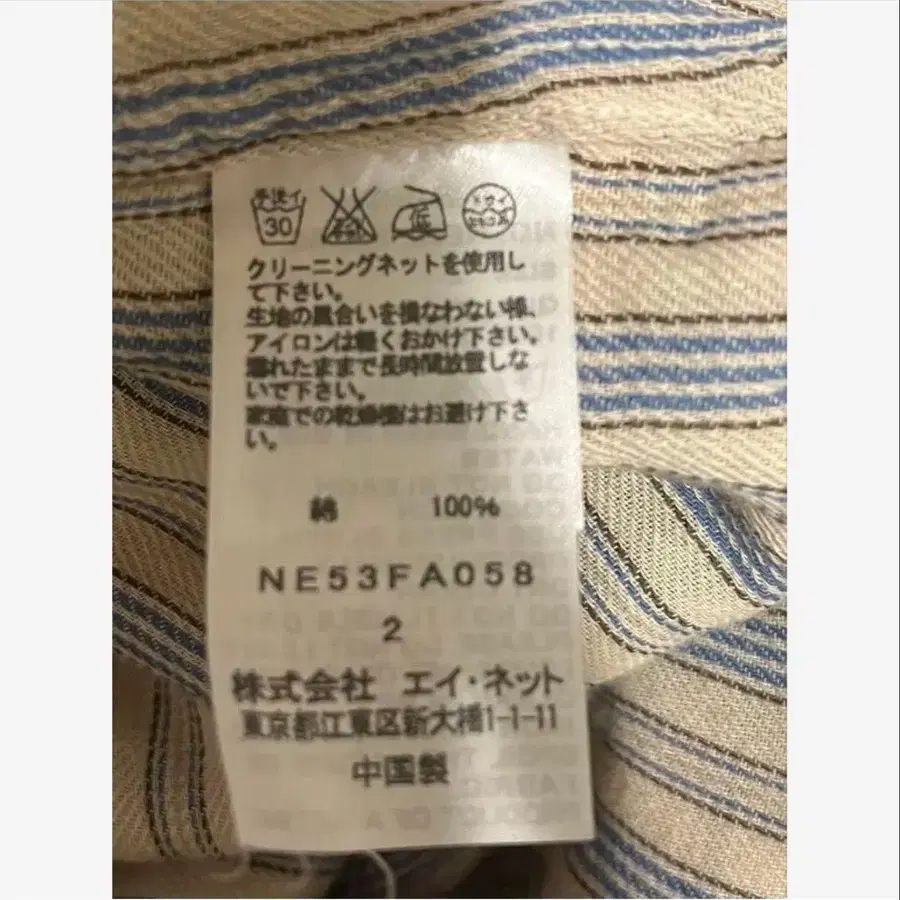 手洗イ
30
低
クリーニングネットを使用し
て下さい。
生地の風合いを損なわない様、
アイロンは軽くおかけ下さい。
濡れたままで長時間放置しな
いで下さい。
家庭での乾燥機はお避け下さ
い。
綿 100%
NE53FA058
2
株式会社 エイ・ネット
東京都江東区新大橋1-1-11
中国製